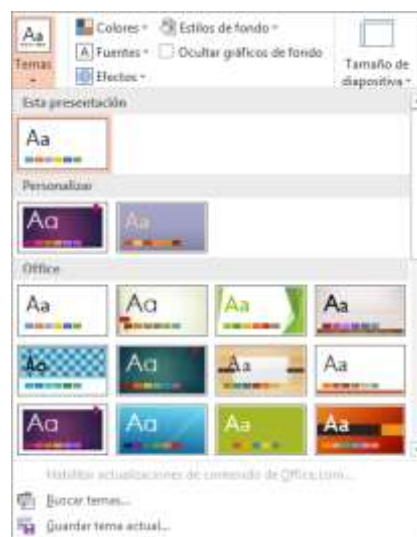 Aa
Temas
Colores
Fuentes
Efectos
Estilos de fondo
Ocultar gráficos de fondo
Tamaño de
diapositiva
Esta presentación
Aa
Personalizar
Aa Aa
Office
Aa Aa Aa Aa
Aa Aa Aa Aa
Aa Aa Aa Aa
Habilitar actualizaciones de contenido de Office.com...
Buscar temas...
Guardar tema actual...